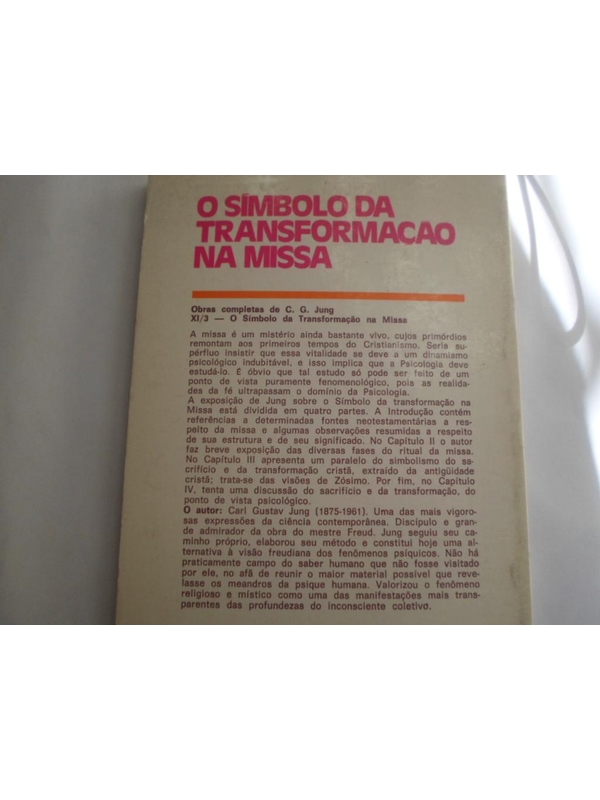 O SÍMBOLO DA
TRANSFORMACAO
NA MISSA
Obras completas de C. G. Jung
XI/3 — O Símbolo da Transformação na Missa
A missa é um mistério ainda bastante vivo, cujos primórdios
remontam aos primeiros tempos do Cristianismo. Seria su-
pérfluo insistir que essa vitalidade se deve a um dinamismo
psicológico indubitável, e isso implica que a Psicologia deve
estudá-lo. É óbvio que tal estudo só pode ser feito de um
ponto de vista puramente fenomenológico, pois as realida-
des da fé ultrapassam o domínio da Psicologia.
A exposição de Jung sobre o Símbolo da transformação na
Missa está dividida em quatro partes. A Introdução contém
referências a determinadas fontes neotestamentárias a res-
peito da missa e algumas observações resumidas a respeito
de sua estrutura e de seu significado. No Capítulo II o autor
faz breve exposição das diversas fases do ritual da missa.
No Capítulo III apresenta um paralelo do simbolismo do sa-
crifício e da transformação cristã, extraído da antigüidade
cristã; trata-se das visões de Zósimo. Por fim, no Capítulo
IV, tenta uma discussão do sacrifício e da transformação, do
ponto de vista psicológico.
O autor: Carl Gustav Jung (1875-1961). Uma das mais vigoro-
sas expressões da ciência contemporânea. Discípulo e gran-
de admirador da obra do mestre Freud. Jung seguiu seu ca-
minho próprio, elaborou seu método e constitui hoje uma al-
ternativa à visão freudiana dos fenômenos psíquicos. Não há
praticamente campo do saber humano que não fosse visitado
por ele, no afã de reunir o maior material possível que reve-
lasse os meandros da psique humana. Valorizou o fenômeno
religioso e místico como uma das manifestações mais trans-
parentes das profundezas do inconsciente coletivo.